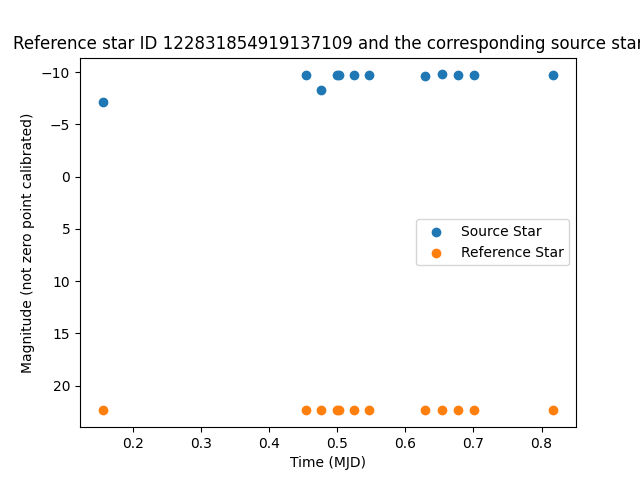 Reference star ID 122831854919137109 and the corresponding source star
Magnitude (not zero point calibrated)
−10
−5
0
5
10
15
20
Source Star
Reference Star
0.2 0.3 0.4 0.5 0.6 0.7 0.8
Time (MJD)